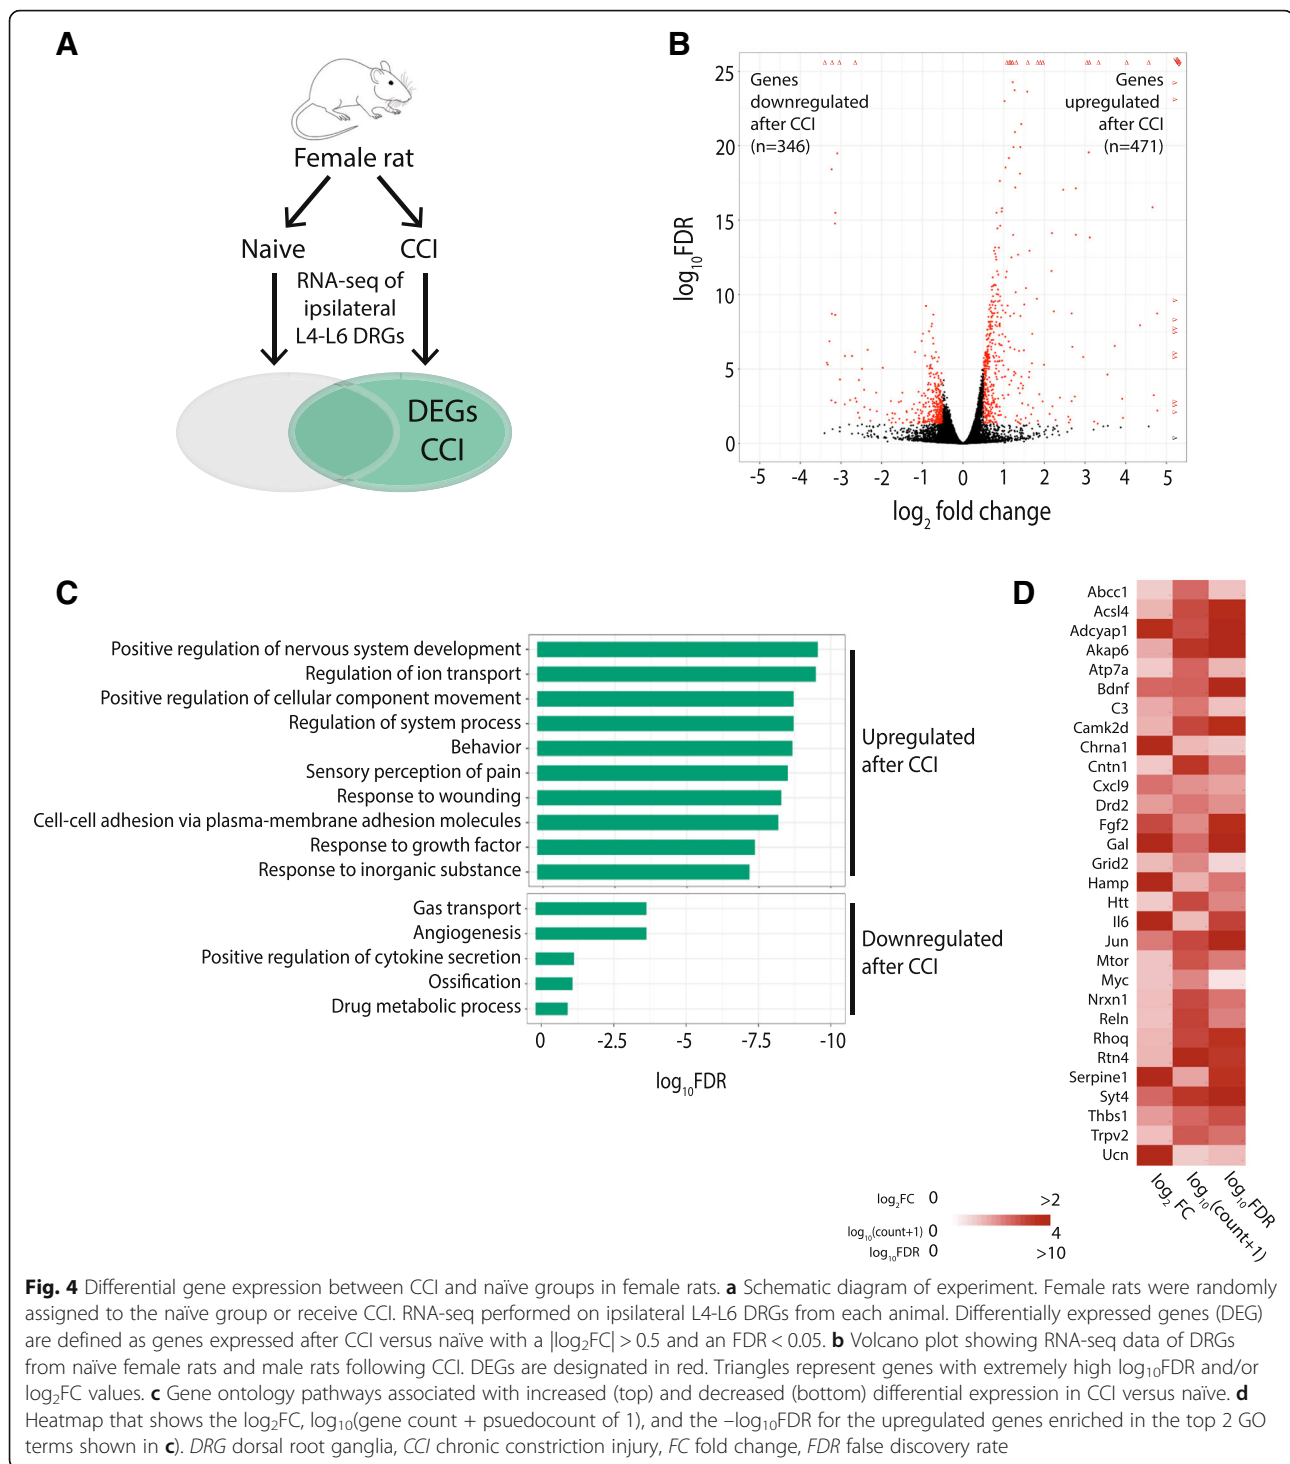 A
Female rat
Naive
CCI
RNA-seq of
ipsilateral
L4-L6 DRGs
DEGs
CCI
B
Genes
downregulated
after CCI
(n=346)
Genes
upregulated
after CCI
(n=471)
25
20
15
10
5
0
log10FDR
-5 -4 -3 -2 -1 0 1 2 3 4 5
log2 fold change
C
Positive regulation of nervous system development
Regulation of ion transport
Positive regulation of cellular component movement
Regulation of system process
Behavior
Sensory perception of pain
Response to wounding
Cell-cell adhesion via plasma-membrane adhesion molecules
Response to growth factor
Response to inorganic substance
Upregulated
after CCI
Gas transport
Angiogenesis
Positive regulation of cytokine secretion
Ossification
Drug metabolic process
Downregulated
after CCI
0 -2.5 -5 -7.5 -10
log10FDR
D
Abcc1
Acsl4
Adcyap1
Akap6
Atp7a
Bdnf
C3
Camk2d
Chrna1
Cntn1
Cxcl9
Drd2
Fgf2
Gal
Grid2
Hamp
Htt
Il6
Jun
Mtor
Myc
Nrxn1
Reln
Rhoq
Rtn4
Serpine1
Syt4
Thbs1
Trpv2
Ucn
log2 FC
log10 (count+1)
log10 FDR
log2FC 0 >2
log10(count+1) 0 4
log10FDR 0 >10
Fig. 4 Differential gene expression between CCI and naïve groups in female rats. a Schematic diagram of experiment. Female rats were randomly
assigned to the naïve group or receive CCI. RNA-seq performed on ipsilateral L4-L6 DRGs from each animal. Differentially expressed genes (DEG)
are defined as genes expressed after CCI versus naïve with a |log2FC| > 0.5 and an FDR < 0.05. b Volcano plot showing RNA-seq data of DRGs
from naïve female rats and male rats following CCI. DEGs are designated in red. Triangles represent genes with extremely high log10FDR and/or
log2FC values. c Gene ontology pathways associated with increased (top) and decreased (bottom) differential expression in CCI versus naïve. d
Heatmap that shows the log2FC, log10(gene count + psuedocount of 1), and the −log10FDR for the upregulated genes enriched in the top 2 GO
terms shown in c). DRG dorsal root ganglia, CCI chronic constriction injury, FC fold change, FDR false discovery rate